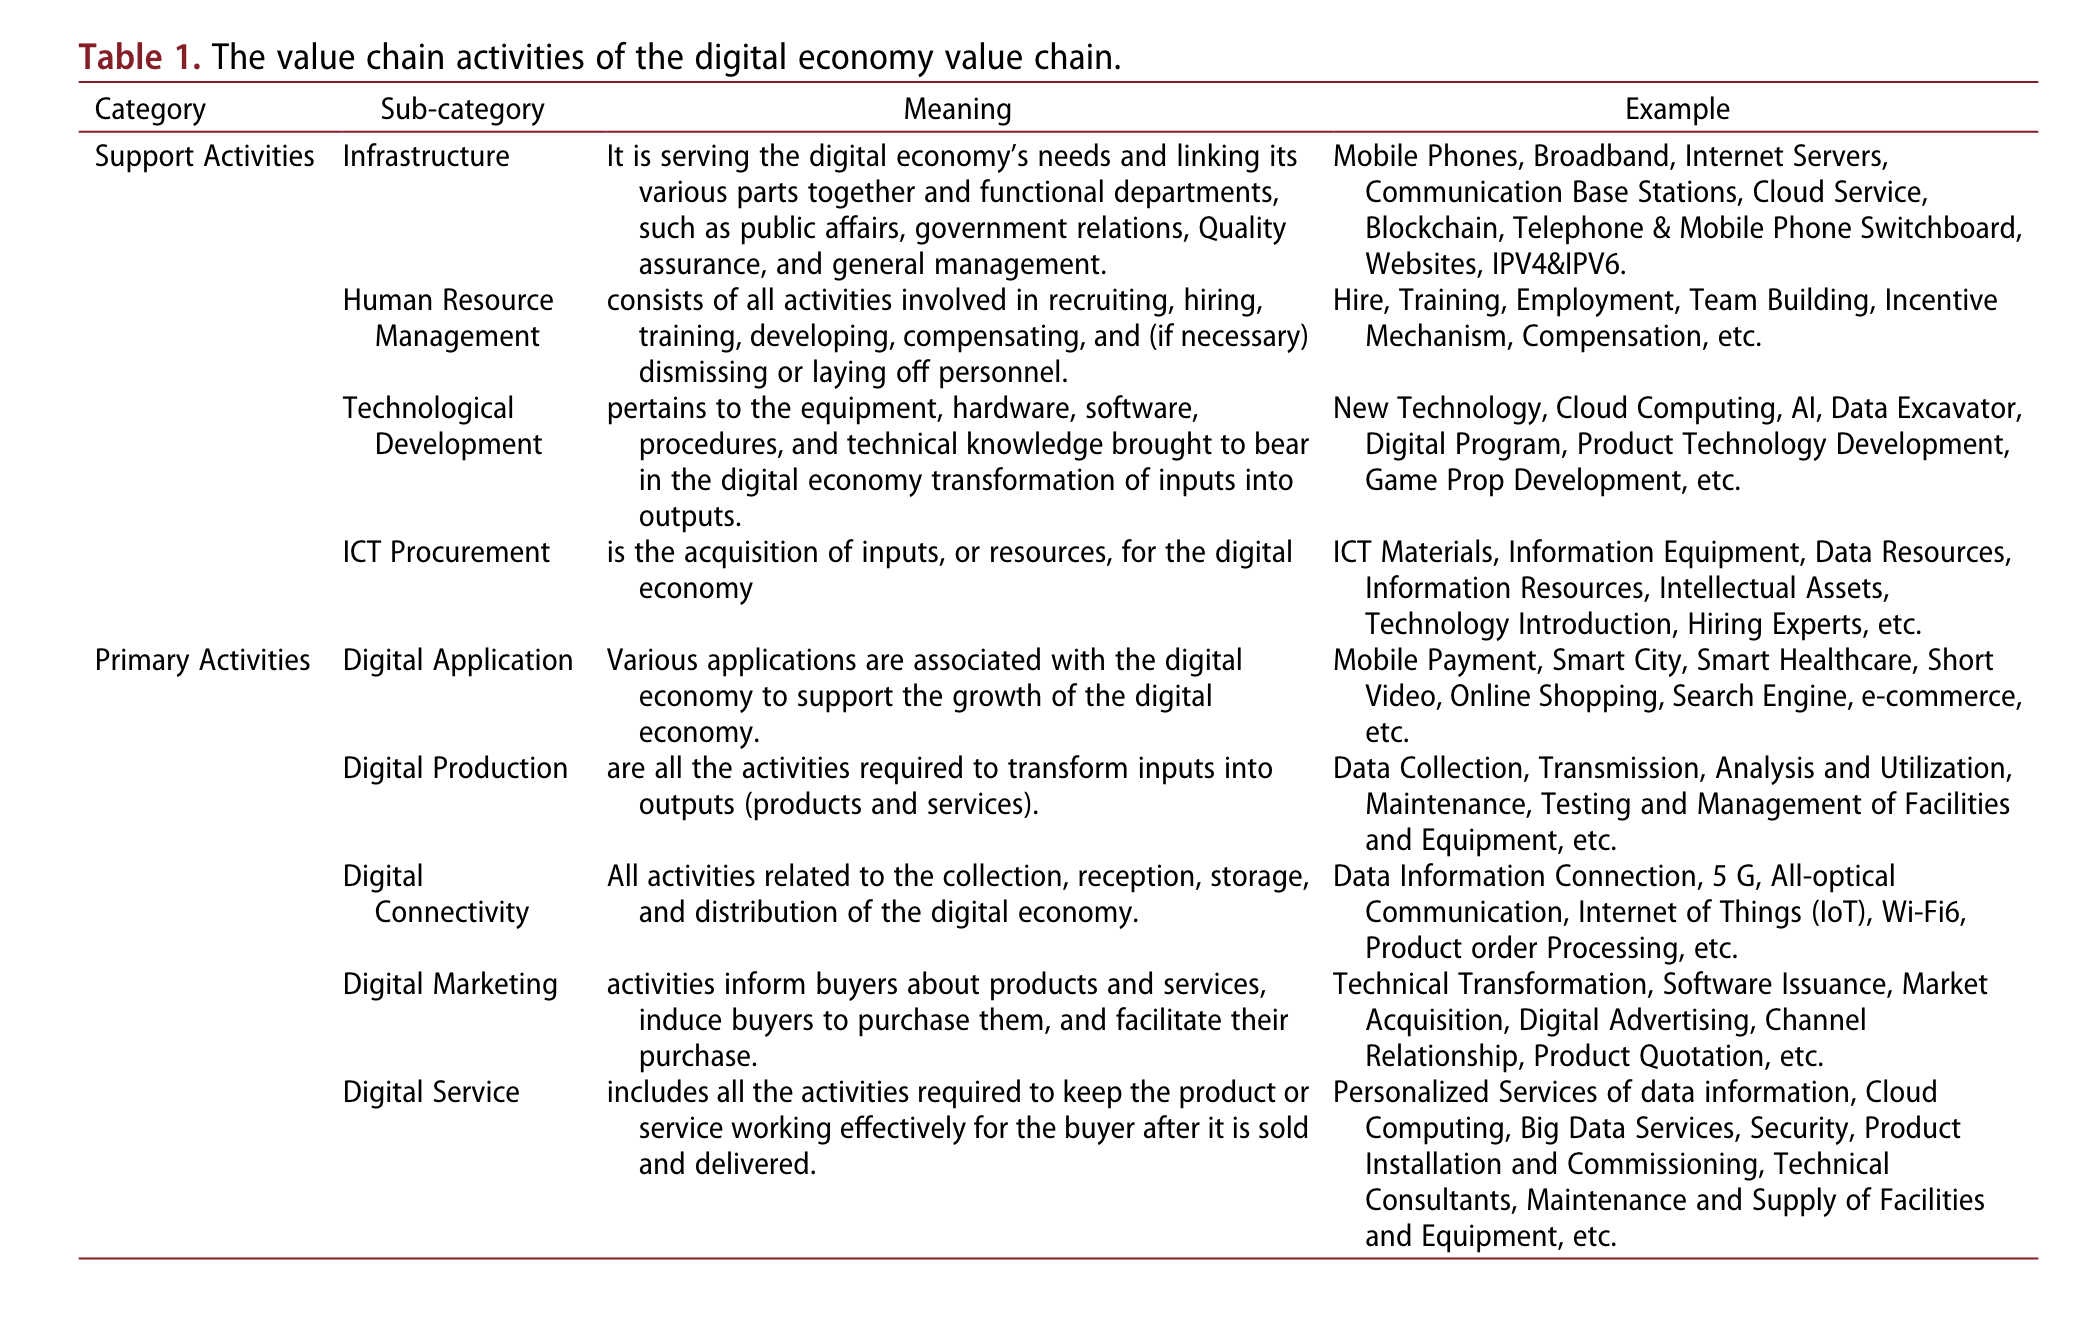 Table 1. The value chain activities of the digital economy value chain.
Category Sub-category Meaning Example
Support Activities Infrastructure It is serving the digital economy’s needs and linking its Mobile Phones, Broadband, Internet Servers,
various parts together and functional departments, Communication Base Stations, Cloud Service,
such as public affairs, government relations, Quality Blockchain, Telephone & Mobile Phone Switchboard,
assurance, and general management. Websites, IPV4&IPV6.
Human Resource consists of all activities involved in recruiting, hiring, Hire, Training, Employment, Team Building, Incentive
Management training, developing, compensating, and (if necessary) Mechanism, Compensation, etc.
dismissing or laying off personnel.
Technological pertains to the equipment, hardware, software, New Technology, Cloud Computing, AI, Data Excavator,
Development procedures, and technical knowledge brought to bear Digital Program, Product Technology Development,
in the digital economy transformation of inputs into Game Prop Development, etc.
outputs.
ICT Procurement is the acquisition of inputs, or resources, for the digital ICT Materials, Information Equipment, Data Resources,
economy Information Resources, Intellectual Assets,
Technology Introduction, Hiring Experts, etc.
Primary Activities Digital Application Various applications are associated with the digital Mobile Payment, Smart City, Smart Healthcare, Short
economy to support the growth of the digital Video, Online Shopping, Search Engine, e-commerce,
economy. etc.
Digital Production are all the activities required to transform inputs into Data Collection, Transmission, Analysis and Utilization,
outputs (products and services). Maintenance, Testing and Management of Facilities
and Equipment, etc.
Digital All activities related to the collection, reception, storage, Data Information Connection, 5 G, All-optical
Connectivity and distribution of the digital economy. Communication, Internet of Things (IoT), Wi-Fi6,
Product order Processing, etc.
Digital Marketing activities inform buyers about products and services, Technical Transformation, Software Issuance, Market
induce buyers to purchase them, and facilitate their Acquisition, Digital Advertising, Channel
purchase. Relationship, Product Quotation, etc.
Digital Service includes all the activities required to keep the product or Personalized Services of data information, Cloud
service working effectively for the buyer after it is sold Computing, Big Data Services, Security, Product
and delivered. Installation and Commissioning, Technical
Consultants, Maintenance and Supply of Facilities
and Equipment, etc.